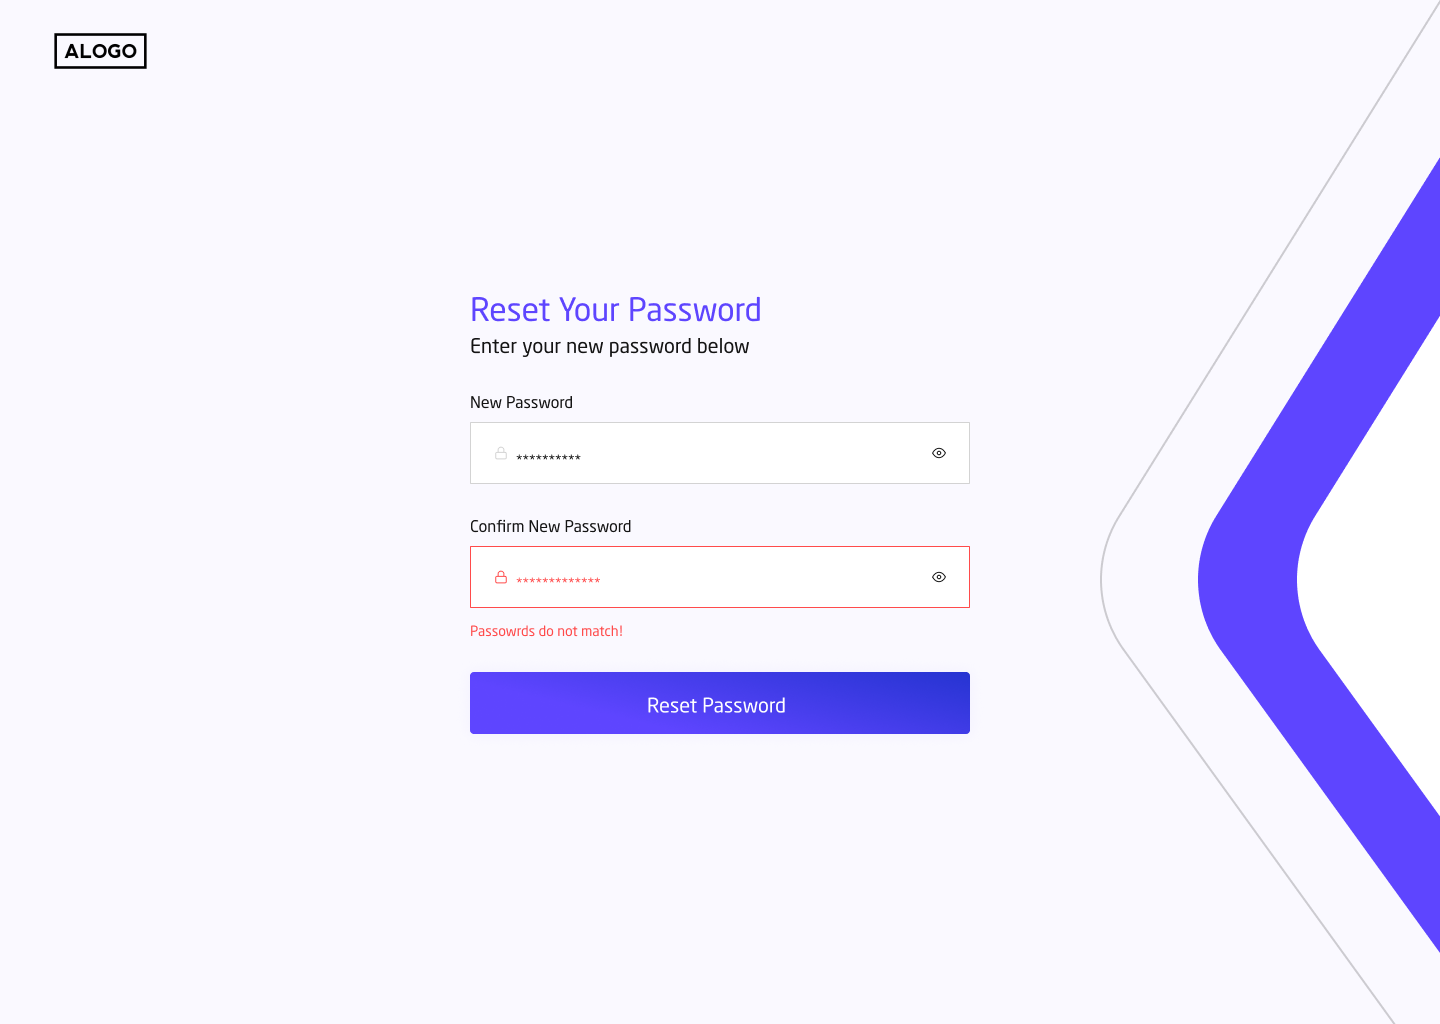 ALOGO
Reset Your Password
Enter your new password below
New Password
**********
Confirm New Password
*************
Passowrds do not match!
Reset Password